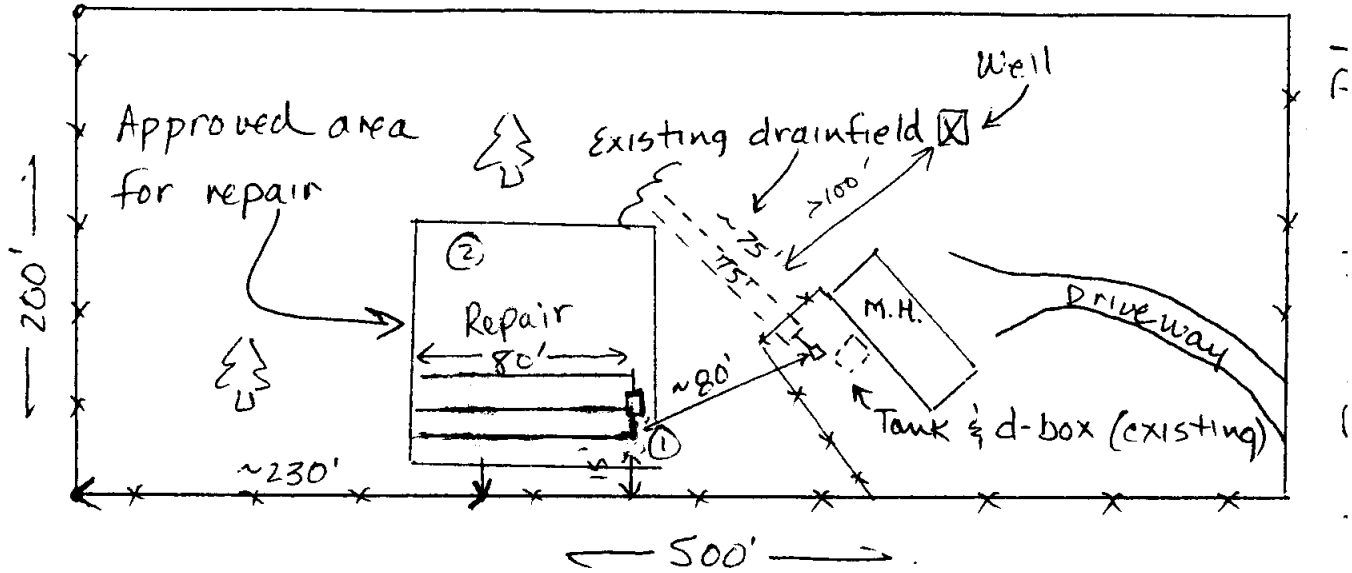 Well
Approved area
for repair
Existing drainfield
>100'
~75'
75'
200'
②
Repair
80'
M.H.
Driveway
~80'
Tank & d-box (existing)
①
~230'
500'